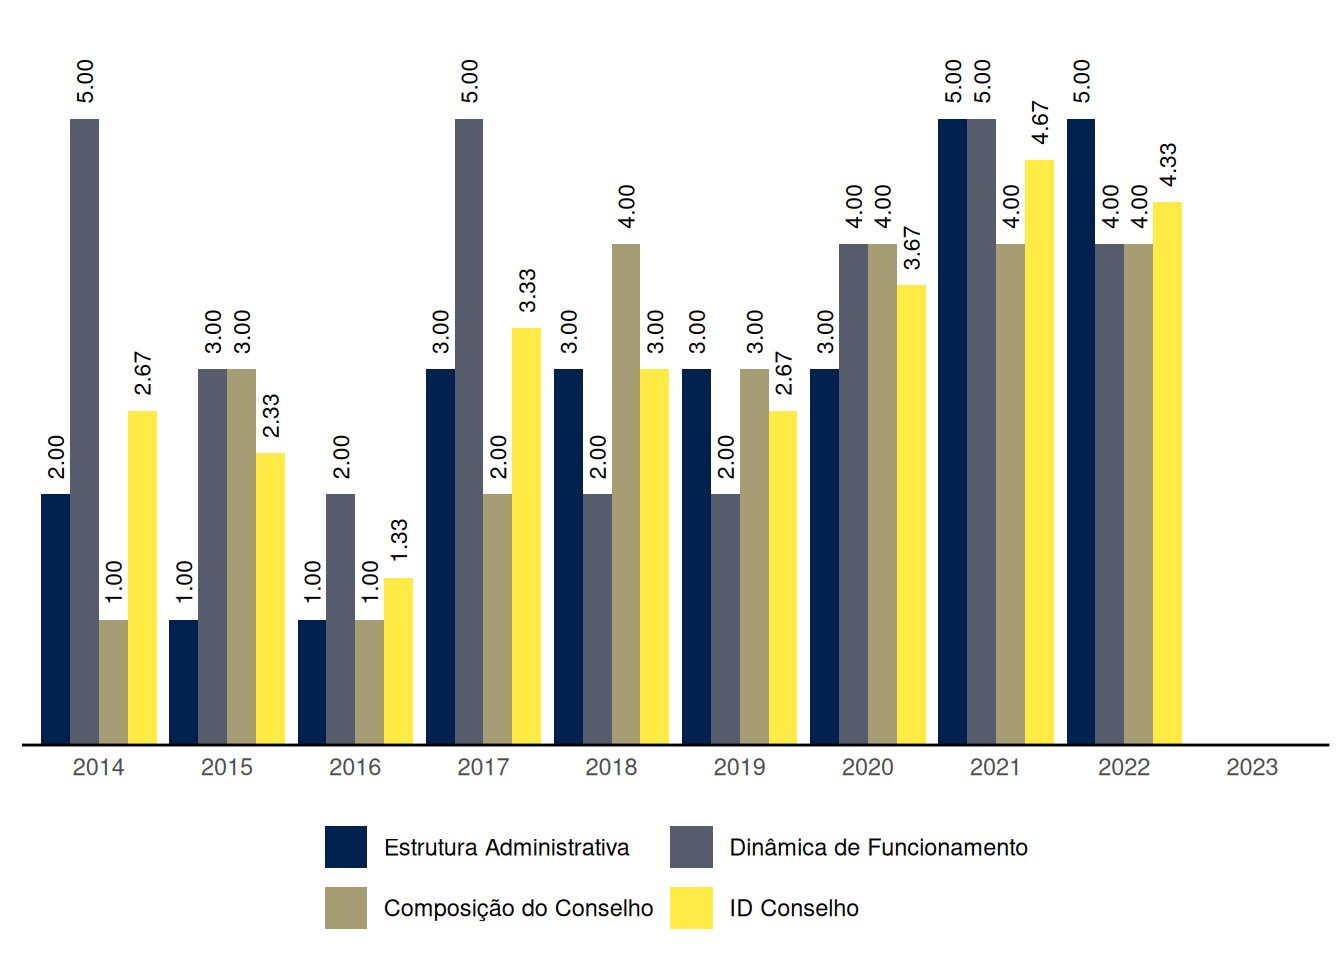 2.00 5.00 1.00 2.67 1.00 3.00 3.00 2.33 1.00 2.00 1.00 1.33 3.00 5.00 2.00 3.33 3.00 2.00 4.00 3.00 3.00 2.00 3.00 2.67 3.00 4.00 4.00 3.67 5.00 5.00 4.00 4.67 5.00 4.00 4.00 4.33
2014 2015 2016 2017 2018 2019 2020 2021 2022 2023
Estrutura Administrativa Dinâmica de Funcionamento
Composição do Conselho ID Conselho